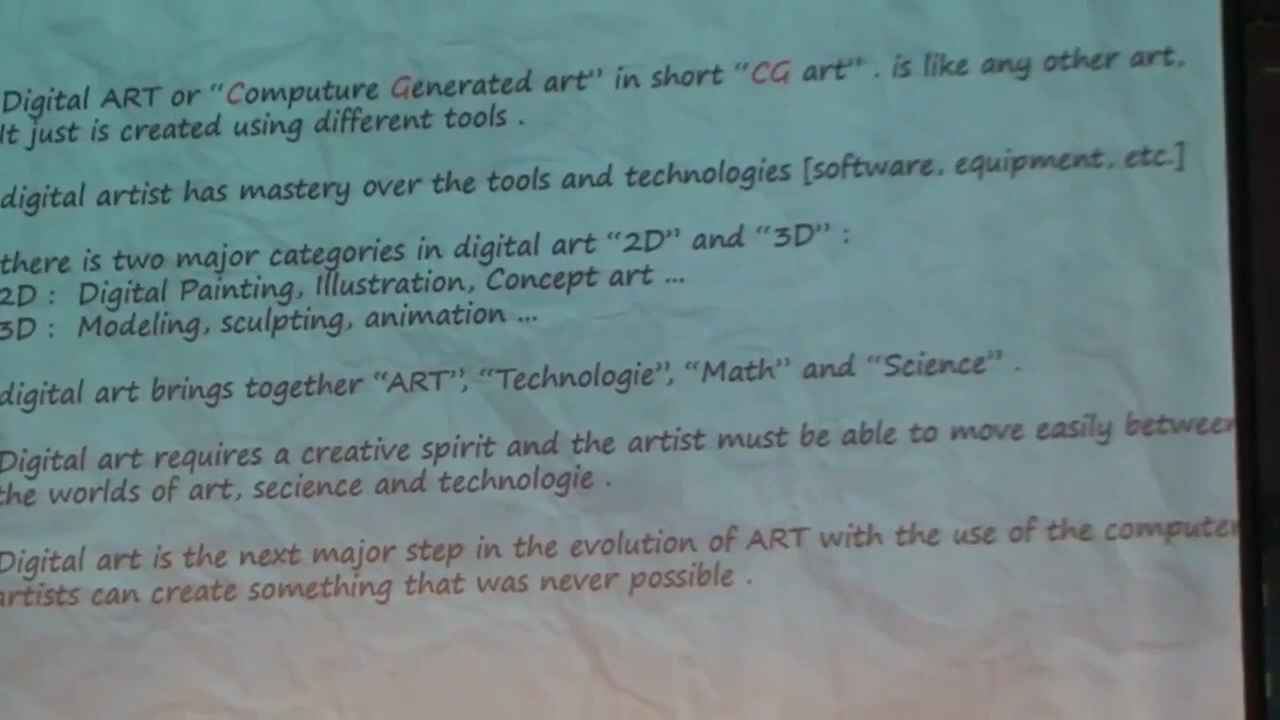 Digital ART or “Computure Generated art” in short “CG art” . is like any other art.
It just is created using different tools .
digital artist has mastery over the tools and technologies [software, equipment, etc.]
there is two major categories in digital art “2D” and “3D” :
2D : Digital Painting, Illustration, Concept art ...
3D : Modeling, sculpting, animation ...
digital art brings together “ART”, “Technologie”, “Math” and “Science” .
Digital art requires a creative spirit and the artist must be able to move easily between
the worlds of art, secience and technologie .
Digital art is the next major step in the evolution of ART with the use of the computer
artists can create something that was never possible .